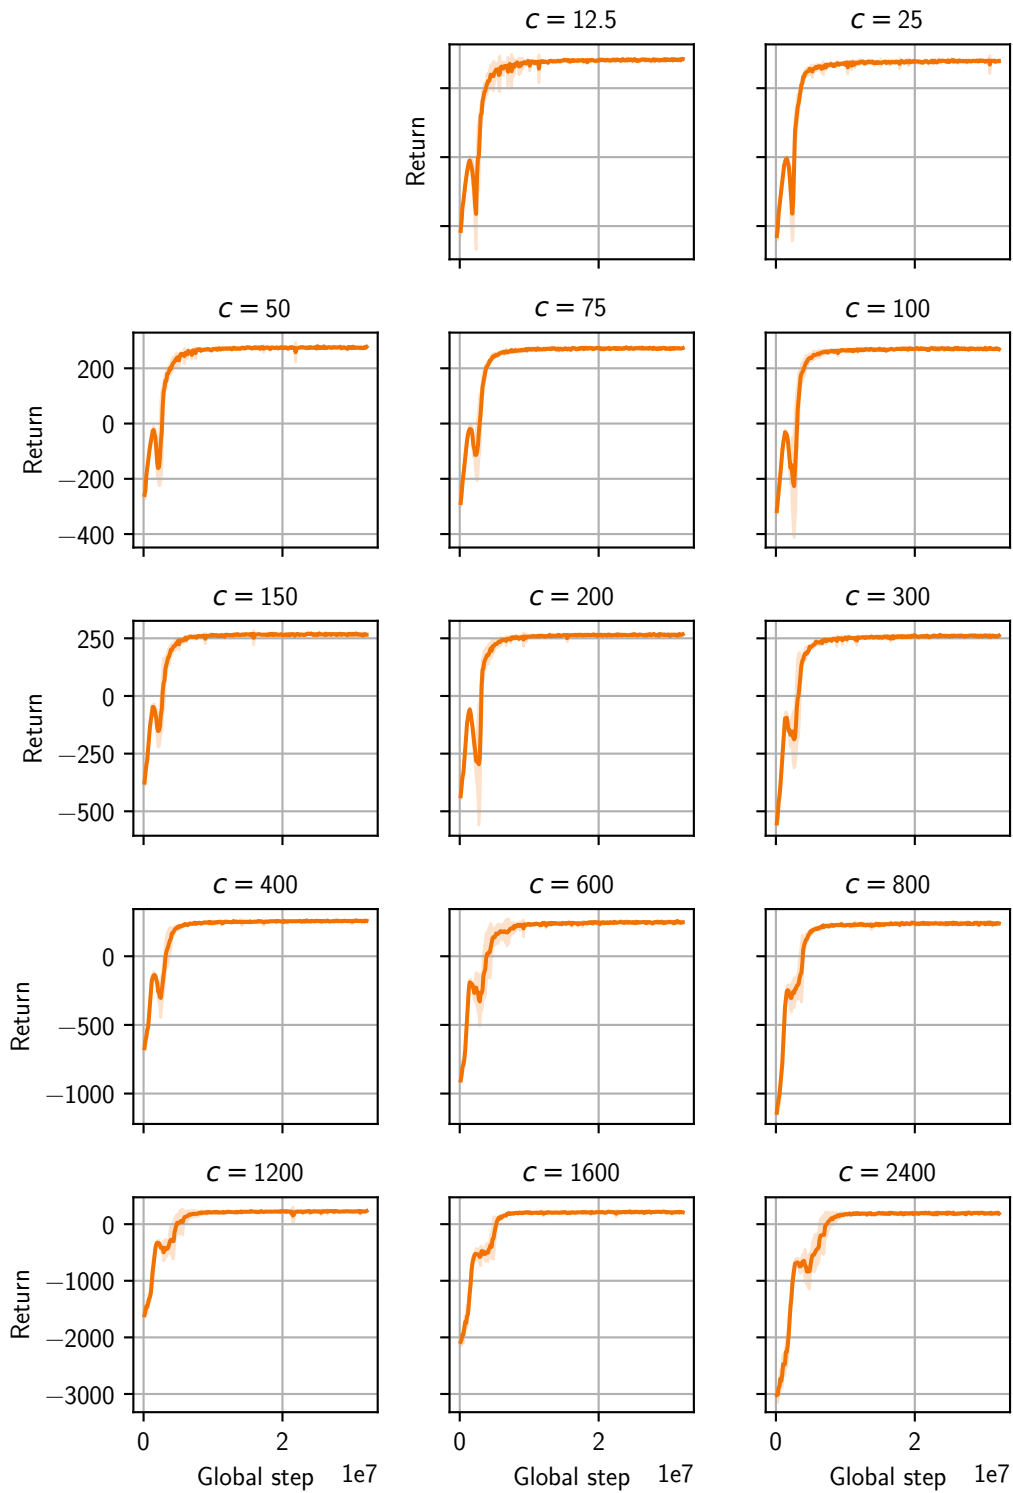 c = 12.5
c = 25
Return
c = 50
c = 75
c = 100
Return
200
0
−200
−400
c = 150
c = 200
c = 300
Return
250
0
−250
−500
c = 400
c = 600
c = 800
Return
0
−500
−1000
c = 1200
c = 1600
c = 2400
Return
0
−1000
−2000
−3000
0 2 0 2 0 2
Global step 1e7 Global step 1e7 Global step 1e7